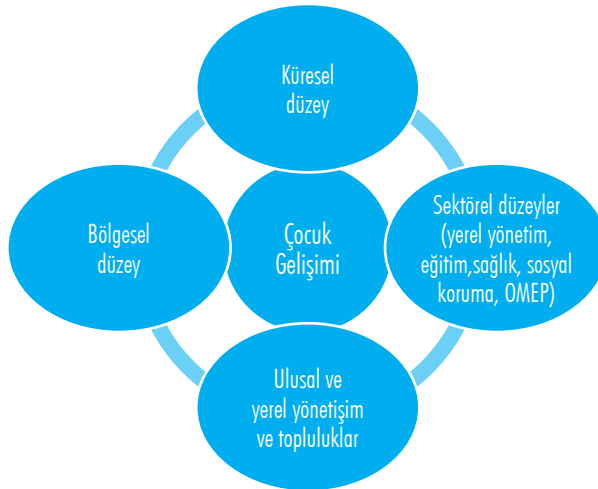 Küresel
düzey
Bölgesel
düzey
Çocuk
Gelişimi
Sektörel düzeyler
(yerel yönetim,
eğitim,sağlık, sosyal
koruma, OMEP)
Ulusal ve
yerel yönetişim
ve topluluklar